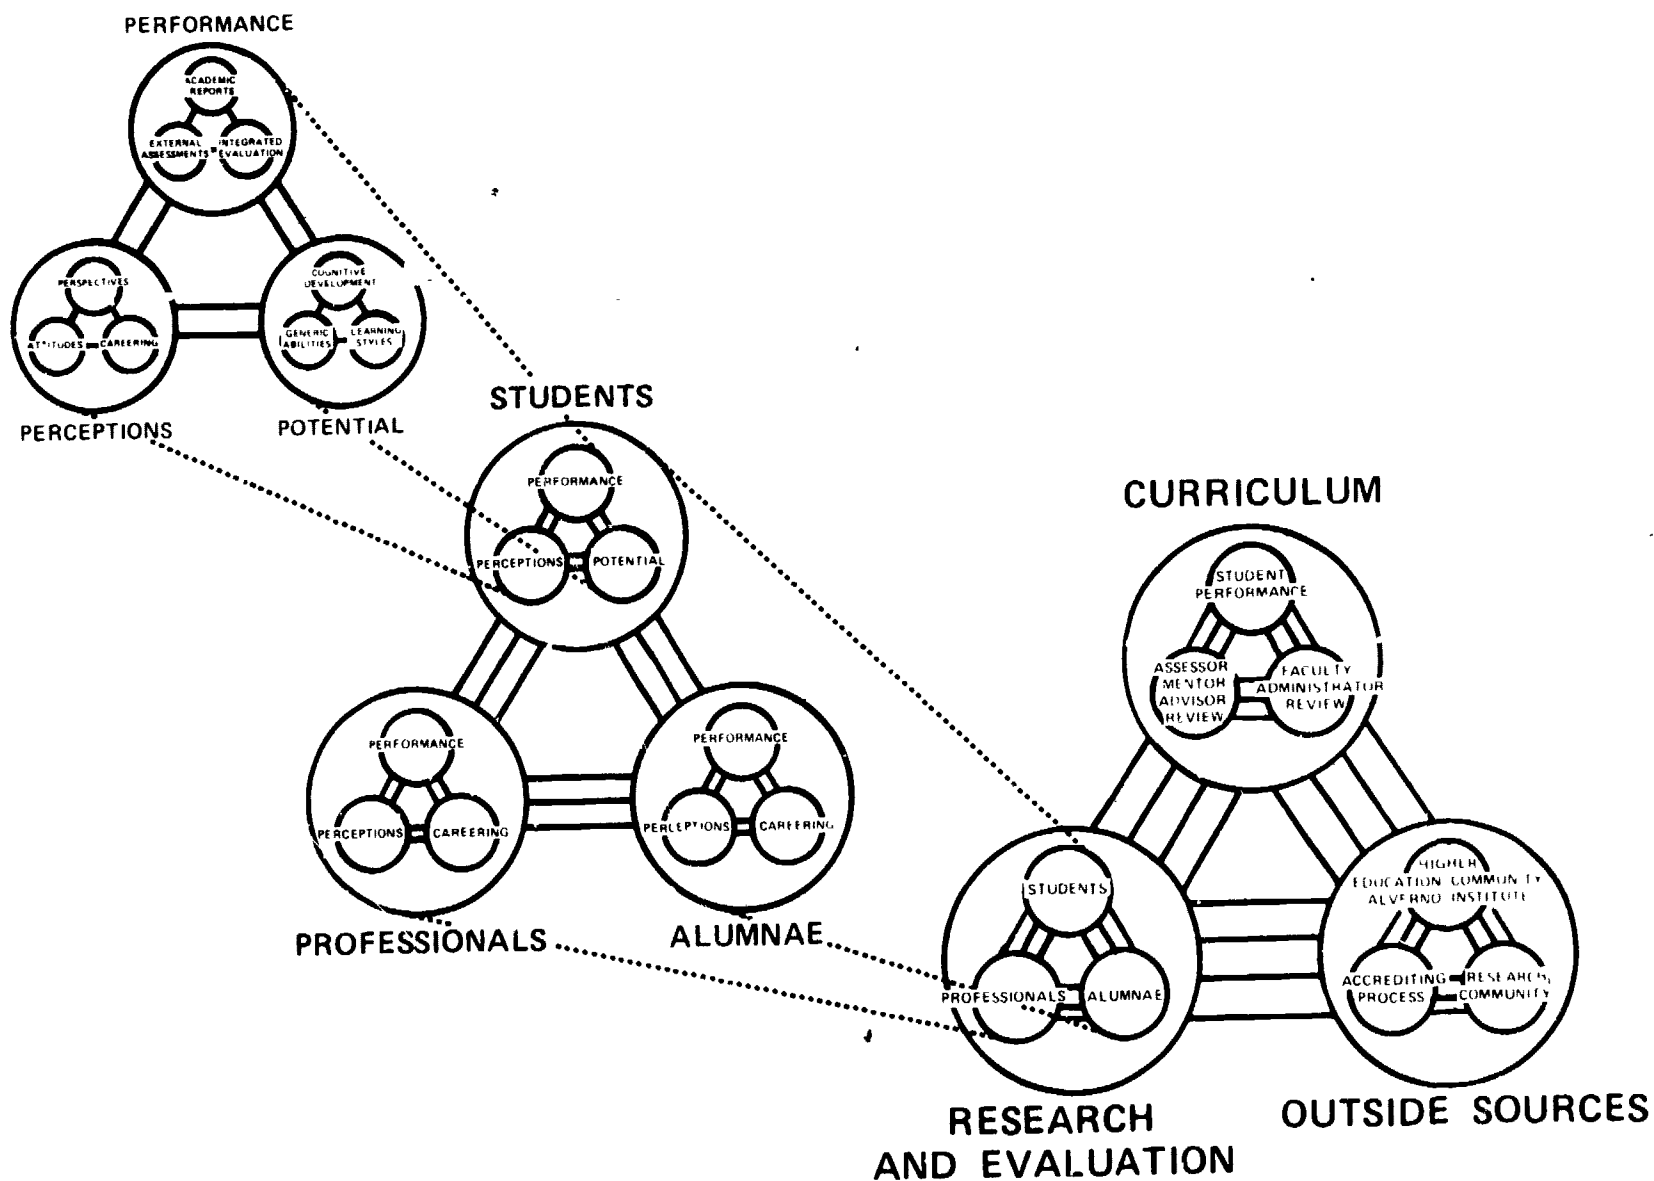 PERFORMANCE
ACADEMIC
REPORTS
EXTERNAL
ASSESSMENTS
INTEGRATED
EVALUATION
PERSPECTIVES
ATTITUDES
CAREERING
COGNITIVE
DEVELOPMENT
GENERIC
ABILITIES
LEARNING
STYLES
PERCEPTIONS
POTENTIAL
STUDENTS
PERFORMANCE
PERCEPTIONS
POTENTIAL
PERFORMANCE
PERCEPTIONS
CAREERING
PERFORMANCE
PERCEPTIONS
CAREERING
PROFESSIONALS
ALUMNAE
CURRICULUM
STUDENT
PERFORMANCE
ASSESSOR
MENTOR
ADVISOR
REVIEW
FACULTY
ADMINISTRATOR
REVIEW
STUDENTS
PROFESSIONALS
ALUMNAE
HIGHER
EDUCATION COMMUNITY
ALVERNO INSTITUTE
ACCREDITING
PROCESS
RESEARCH
COMMUNITY
RESEARCH
AND EVALUATION
OUTSIDE SOURCES